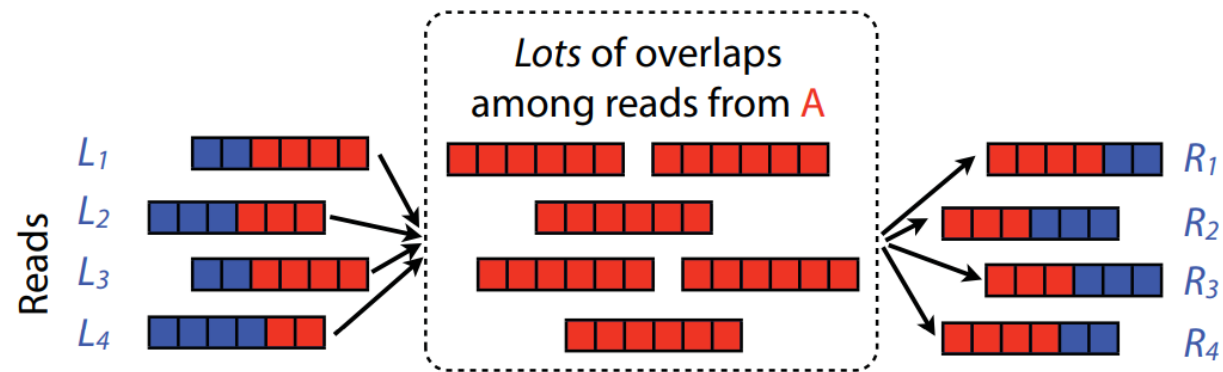 Lots of overlaps
among reads from A
Reads
L1
L2
L3
L4
R1
R2
R3
R4